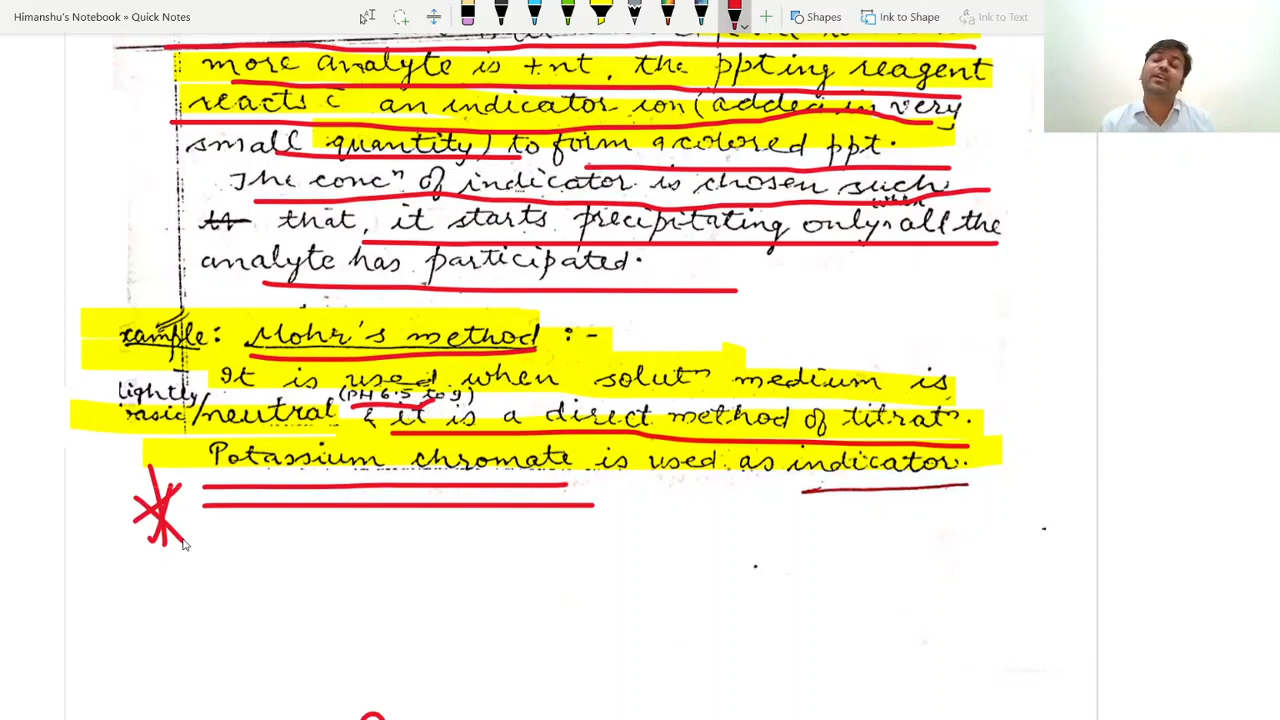 Himanshu's Notebook » Quick Notes
Shapes
Ink to Shape
Ink to Text
more analyte is +nt, the ppting reagent
reacts c̄ an indicator ion (added in very
small quantity) to form a colored ppt.
The concⁿ of indicator is chosen such
that, it starts precipitating only when all the
analyte has participated.
xample: Mohr's method :-
It is used when solutⁿ medium is
lightly
(pH 6.5 to 9)
basic/neutral & it is a direct method of titratⁿ.
Potassium chromate is used as indicator.